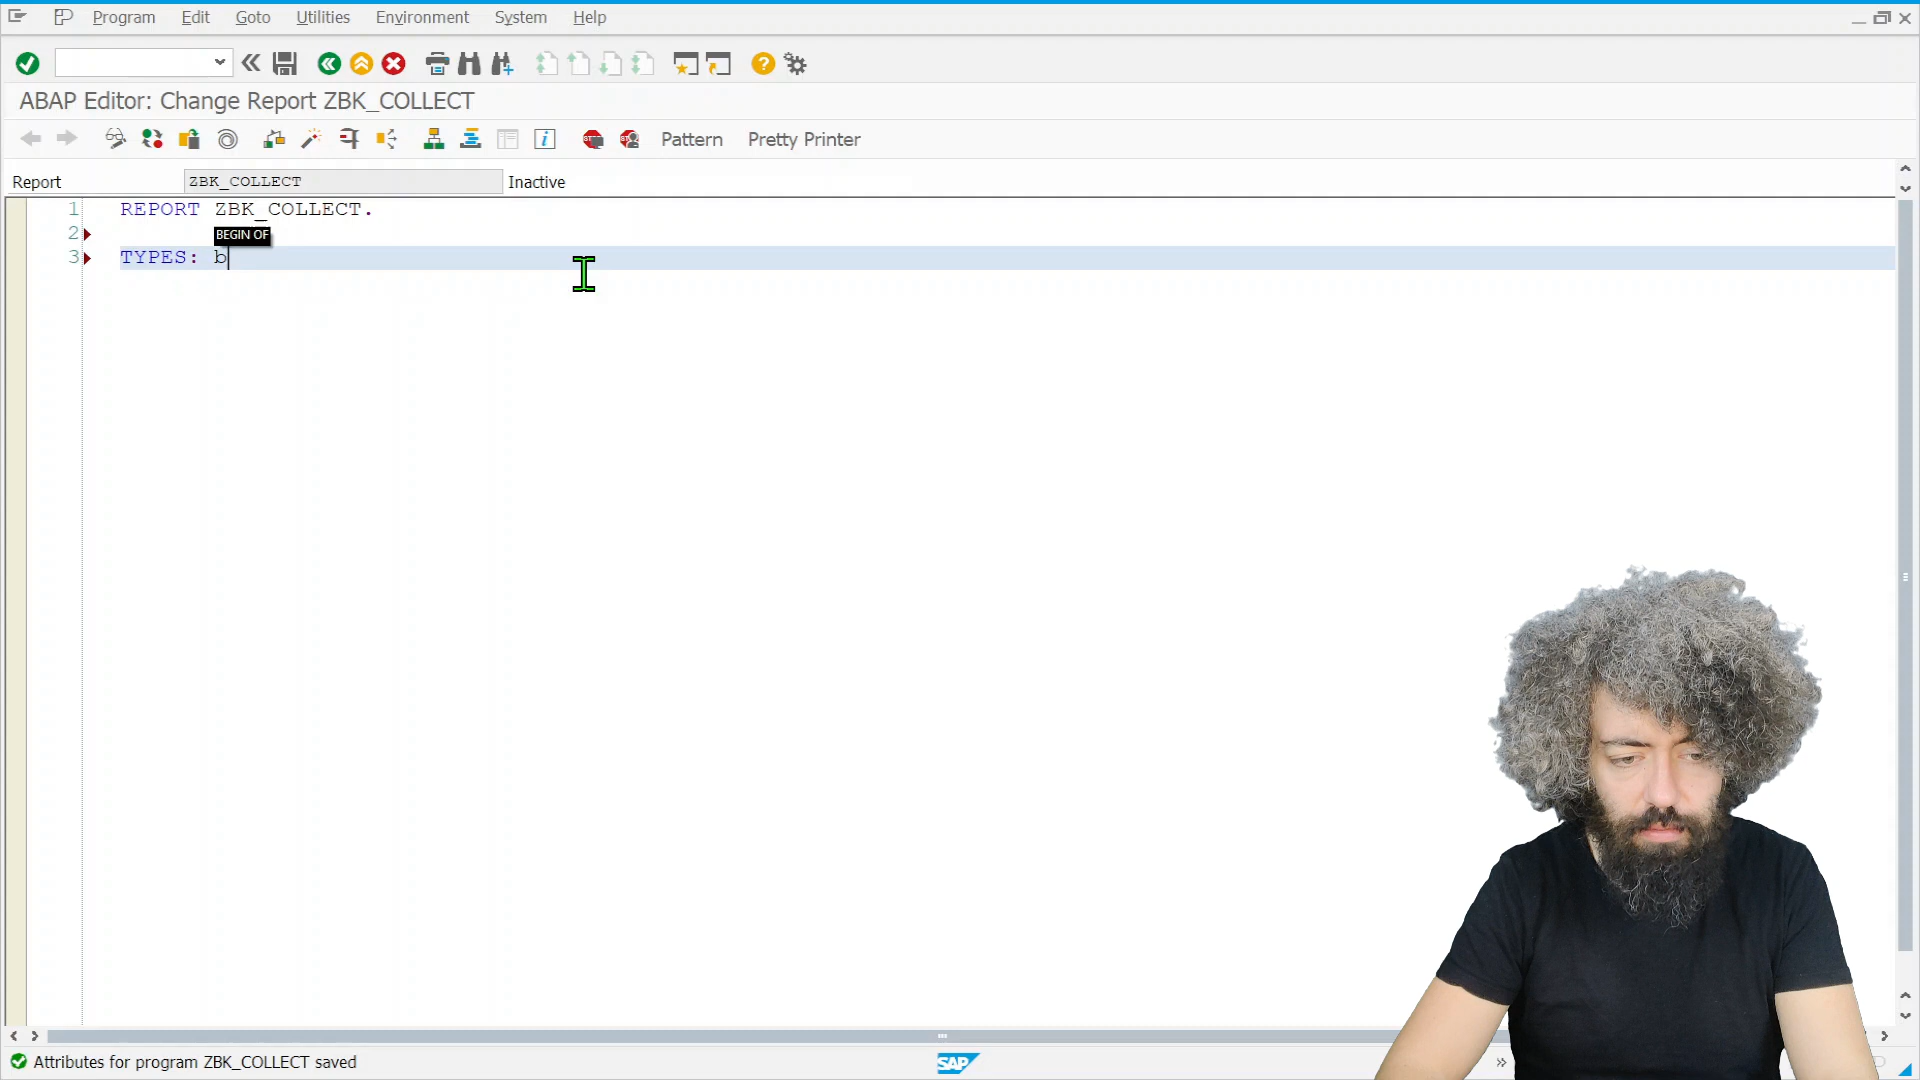 Program Edit Goto Utilities Environment System Help
ABAP Editor: Change Report ZBK_COLLECT
Pattern Pretty Printer
Report ZBK_COLLECT Inactive
1 REPORT ZBK_COLLECT.
2
BEGIN OF
3 TYPES: b
Attributes for program ZBK_COLLECT saved
SAP